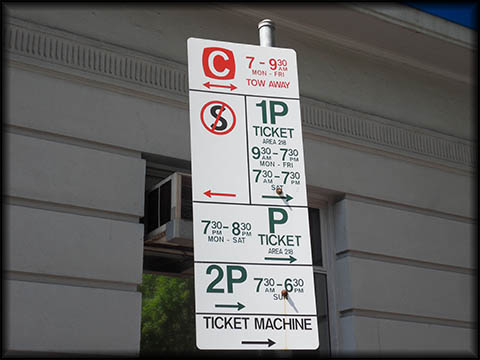 C 7 - 9 30 AM
MON - FRI
TOW AWAY
S
1P
TICKET
AREA 218
9 30 AM - 7 30 PM
MON - FRI
7 30 AM - 7 30 PM
SAT
7 30 PM - 8 30 PM
MON - SAT
P
TICKET
AREA 218
2P 7 30 AM - 6 30 PM
SUN
TICKET MACHINE